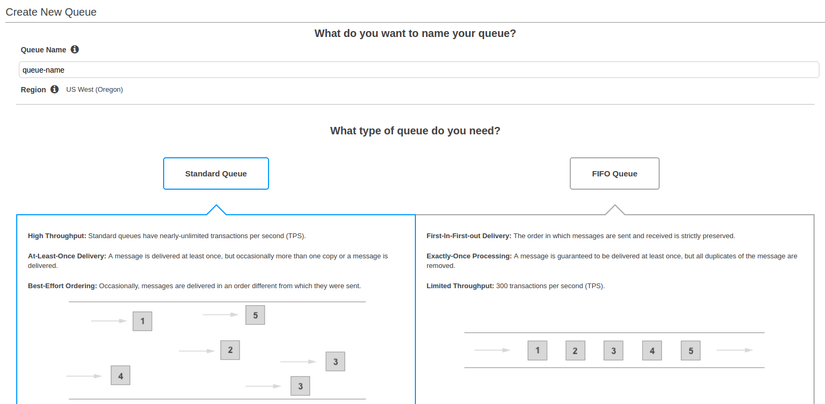 Create New Queue
What do you want to name your queue?
Queue Name
queue-name
Region US West (Oregon)
What type of queue do you need?
Standard Queue
FIFO Queue
High Throughput: Standard queues have nearly-unlimited transactions per second (TPS).
At-Least-Once Delivery: A message is delivered at least once, but occasionally more than one copy or a message is
delivered.
Best-Effort Ordering: Occasionally, messages are delivered in an order different from which they were sent.
1
5
2
3
4
3
First-In-First-out Delivery: The order in which messages are sent and received is strictly preserved.
Exactly-Once Processing: A message is guaranteed to be delivered at least once, but all duplicates of the message are
removed.
Limited Throughput: 300 transactions per second (TPS).
1 2 3 4 5